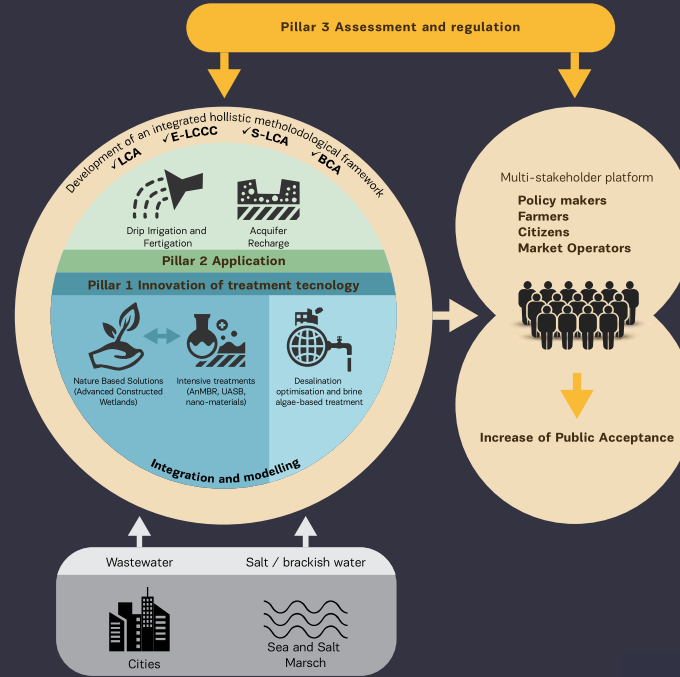 Pillar 3 Assessment and regulation
Development of an integrated hollistic metholodological framework
✓LCA
✓E-LCCC
✓S-LCA
✓BCA
Drip Irrigation and
Fertigation
Acquifer
Recharge
Pillar 2 Application
Pillar 1 Innovation of treatment tecnology
Nature Based Solutions
(Advanced Constructed
Wetlands)
Intensive treatments
(AnMBR, UASB,
nano-materials)
Desalination
optimisation and brine
algae-based treatment
Integration and modelling
Multi-stakeholder platform
Policy makers
Farmers
Citizens
Market Operators
Increase of Public Acceptance
Wastewater
Salt / brackish water
Cities
Sea and Salt
Marsch